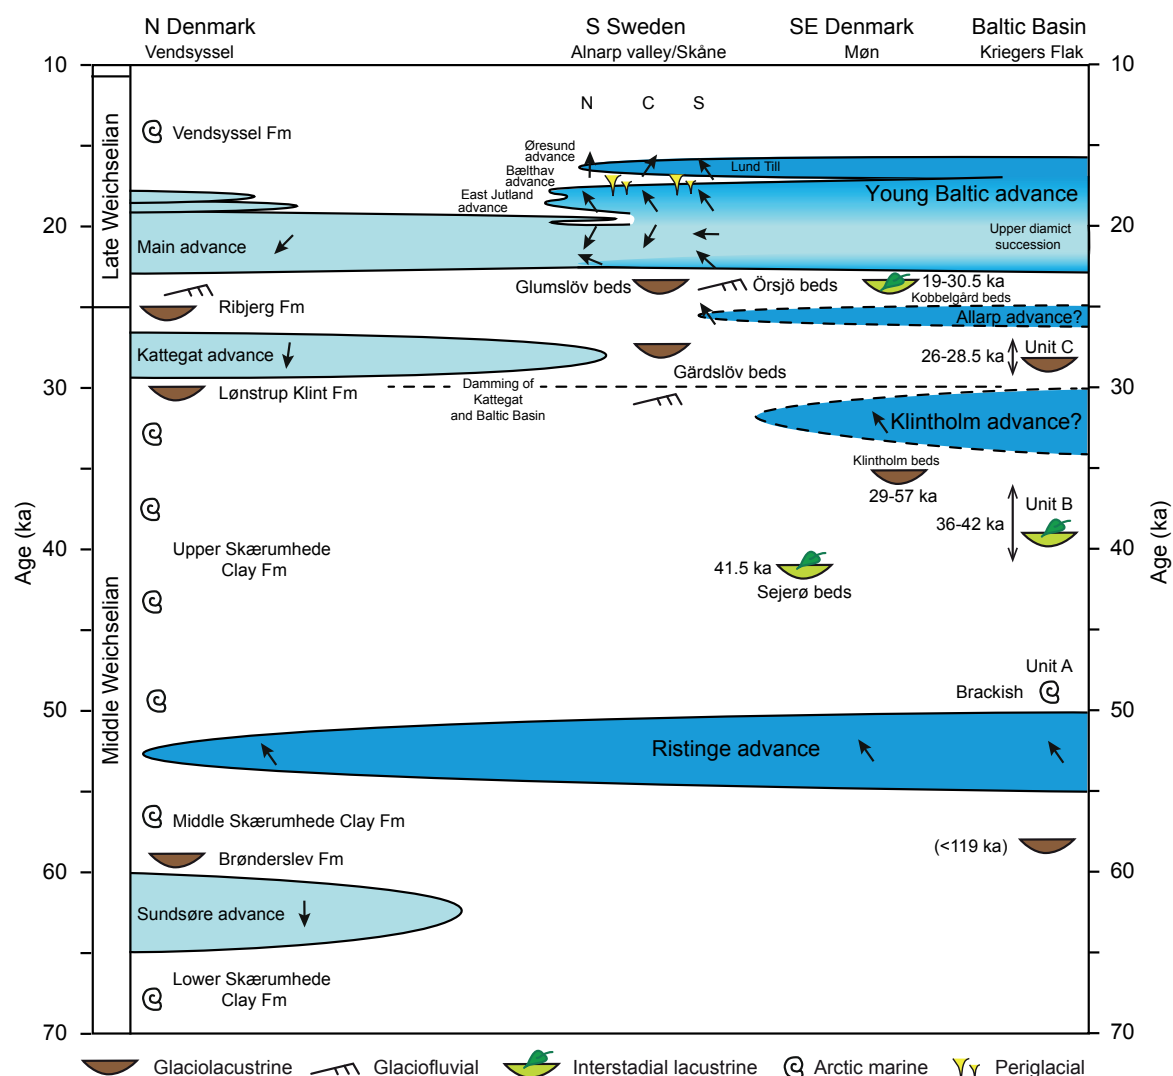 N Denmark
Vendsyssel
S Sweden
Alnarp valley/Skåne
SE Denmark
Møn
Baltic Basin
Kriegers Flak
10
20
30
40
50
60
70
Age (ka)
Late Weichselian
Middle Weichselian
N C S
Vendsyssel Fm
Øresund
advance
Bælthav
advance
East Jutland
advance
Lund Till
Young Baltic advance
Upper diamict
succession
Main advance
Glumslöv beds
Örsjö beds
19-30.5 ka
Kobbelgård beds
Ribjerg Fm
Allarp advance?
Kattegat advance
Gärdslöv beds
26-28.5 ka
Unit C
Lønstrup Klint Fm
Damming of
Kattegat
and Baltic Basin
Klintholm advance?
Klintholm beds
29-57 ka
Unit B
36-42 ka
Upper Skærumhede
Clay Fm
41.5 ka
Sejerø beds
Unit A
Brackish
Ristinge advance
Middle Skærumhede Clay Fm
Brønderslev Fm
(<119 ka)
Sundsøre advance
Lower Skærumhede
Clay Fm
10
20
30
40
50
60
70
Age (ka)
Glaciolacustrine
Glaciofluvial
Interstadial lacustrine
Arctic marine
Periglacial